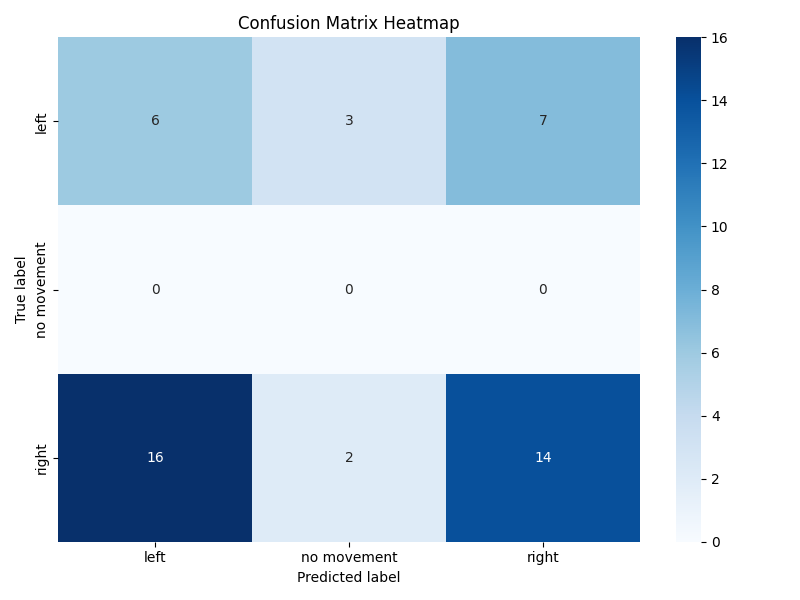 Confusion Matrix Heatmap
left
6
3
7
no movement
0
0
0
right
16
2
14
True label
left
no movement
right
Predicted label
16
14
12
10
8
6
4
2
0